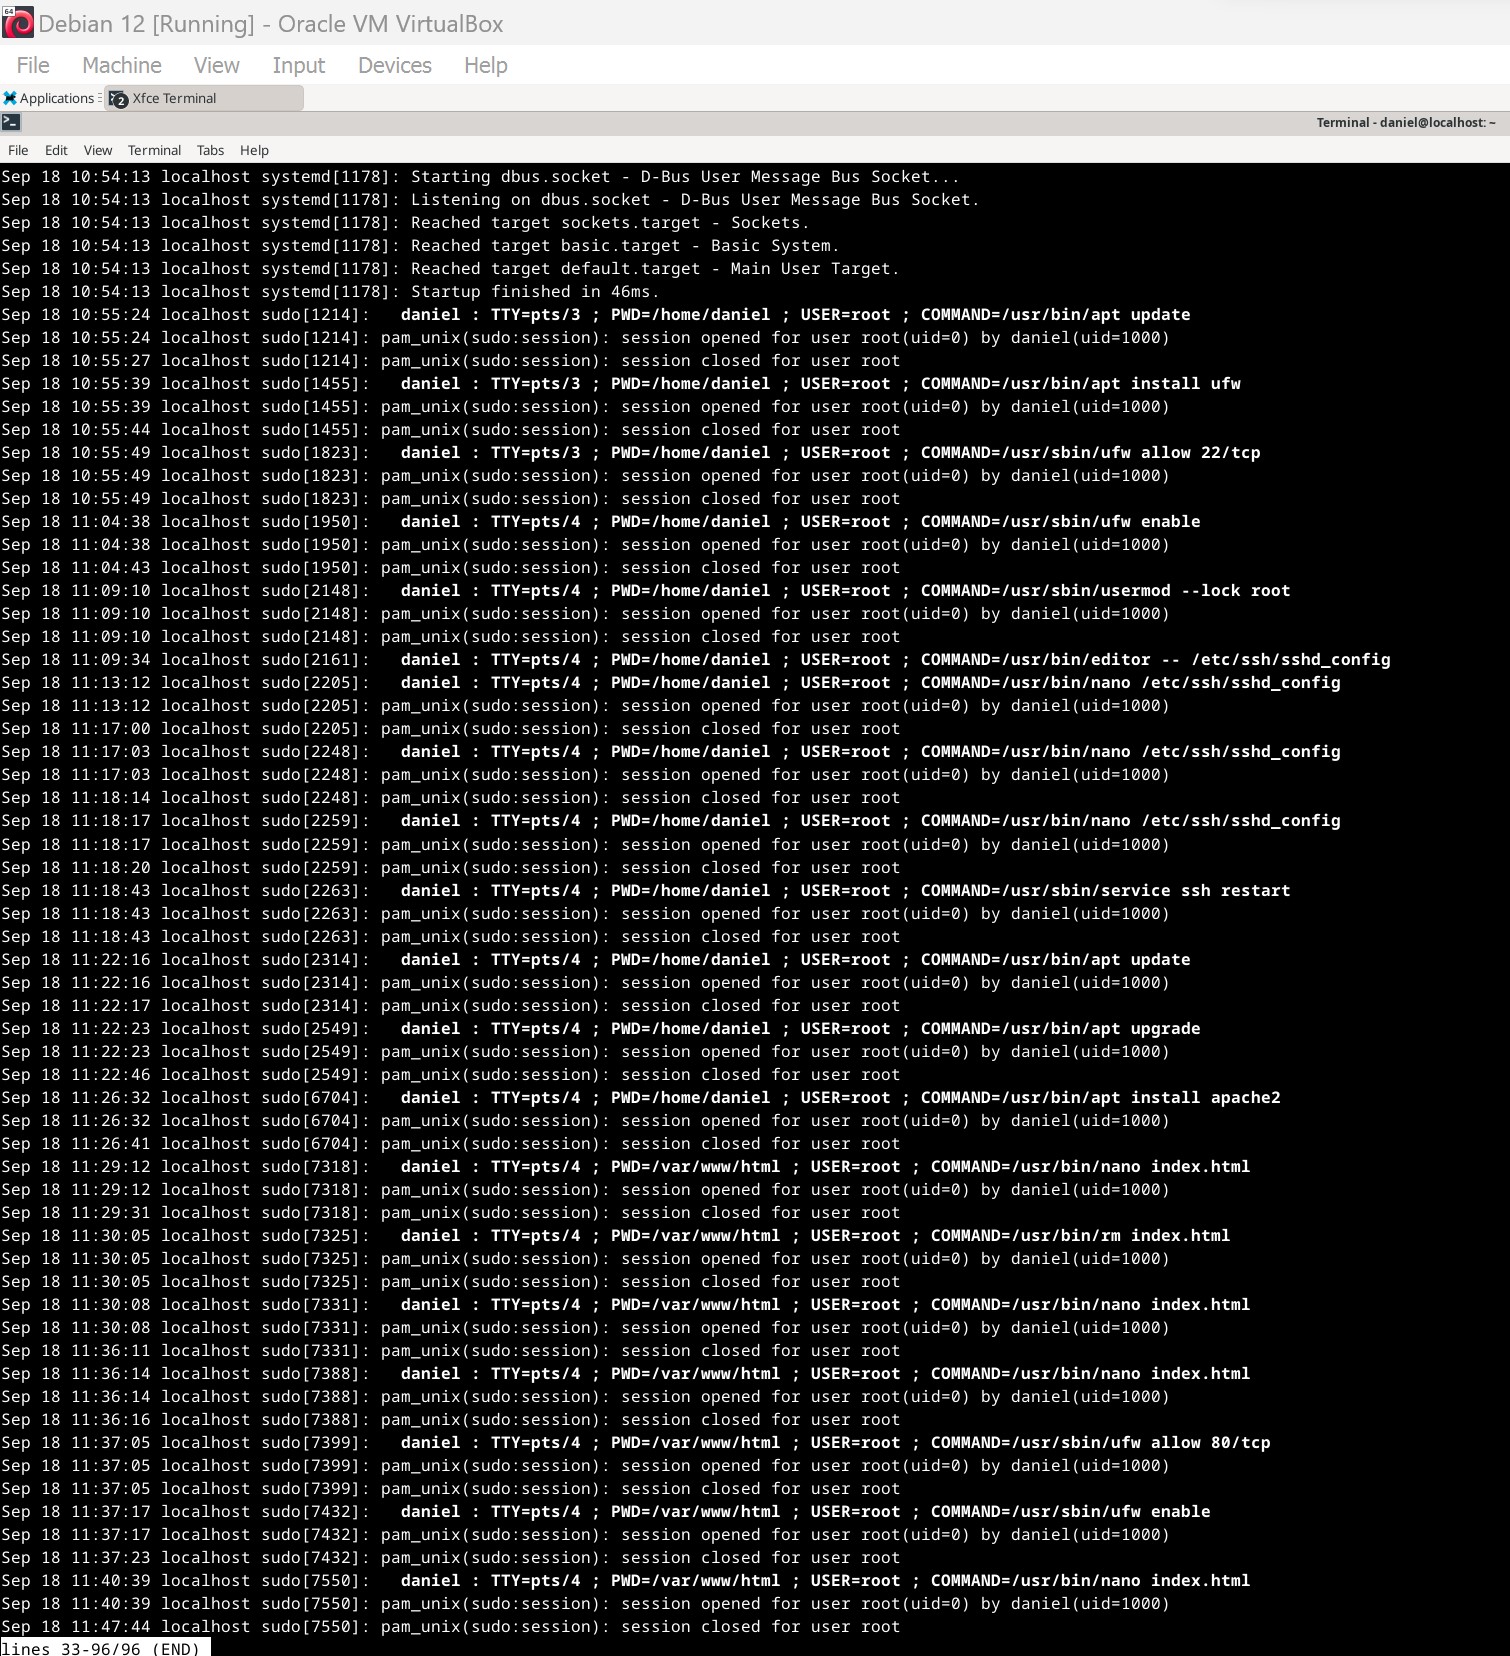 64
Debian 12 [Running] - Oracle VM VirtualBox
File Machine View Input Devices Help
Applications 2 Xfce Terminal
Terminal - daniel@localhost: ~
File Edit View Terminal Tabs Help
Sep 18 10:54:13 localhost systemd[1178]: Starting dbus.socket - D-Bus User Message Bus Socket...
Sep 18 10:54:13 localhost systemd[1178]: Listening on dbus.socket - D-Bus User Message Bus Socket.
Sep 18 10:54:13 localhost systemd[1178]: Reached target sockets.target - Sockets.
Sep 18 10:54:13 localhost systemd[1178]: Reached target basic.target - Basic System.
Sep 18 10:54:13 localhost systemd[1178]: Reached target default.target - Main User Target.
Sep 18 10:54:13 localhost systemd[1178]: Startup finished in 46ms.
Sep 18 10:55:24 localhost sudo[1214]:   daniel : TTY=pts/3 ; PWD=/home/daniel ; USER=root ; COMMAND=/usr/bin/apt update
Sep 18 10:55:24 localhost sudo[1214]: pam_unix(sudo:session): session opened for user root(uid=0) by daniel(uid=1000)
Sep 18 10:55:27 localhost sudo[1214]: pam_unix(sudo:session): session closed for user root
Sep 18 10:55:39 localhost sudo[1455]:   daniel : TTY=pts/3 ; PWD=/home/daniel ; USER=root ; COMMAND=/usr/bin/apt install ufw
Sep 18 10:55:39 localhost sudo[1455]: pam_unix(sudo:session): session opened for user root(uid=0) by daniel(uid=1000)
Sep 18 10:55:44 localhost sudo[1455]: pam_unix(sudo:session): session closed for user root
Sep 18 10:55:49 localhost sudo[1823]:   daniel : TTY=pts/3 ; PWD=/home/daniel ; USER=root ; COMMAND=/usr/sbin/ufw allow 22/tcp
Sep 18 10:55:49 localhost sudo[1823]: pam_unix(sudo:session): session opened for user root(uid=0) by daniel(uid=1000)
Sep 18 10:55:49 localhost sudo[1823]: pam_unix(sudo:session): session closed for user root
Sep 18 11:04:38 localhost sudo[1950]:   daniel : TTY=pts/4 ; PWD=/home/daniel ; USER=root ; COMMAND=/usr/sbin/ufw enable
Sep 18 11:04:38 localhost sudo[1950]: pam_unix(sudo:session): session opened for user root(uid=0) by daniel(uid=1000)
Sep 18 11:04:43 localhost sudo[1950]: pam_unix(sudo:session): session closed for user root
Sep 18 11:09:10 localhost sudo[2148]:   daniel : TTY=pts/4 ; PWD=/home/daniel ; USER=root ; COMMAND=/usr/sbin/usermod --lock root
Sep 18 11:09:10 localhost sudo[2148]: pam_unix(sudo:session): session opened for user root(uid=0) by daniel(uid=1000)
Sep 18 11:09:10 localhost sudo[2148]: pam_unix(sudo:session): session closed for user root
Sep 18 11:09:34 localhost sudo[2161]:   daniel : TTY=pts/4 ; PWD=/home/daniel ; USER=root ; COMMAND=/usr/bin/editor -- /etc/ssh/sshd_config
Sep 18 11:13:12 localhost sudo[2205]:   daniel : TTY=pts/4 ; PWD=/home/daniel ; USER=root ; COMMAND=/usr/bin/nano /etc/ssh/sshd_config
Sep 18 11:13:12 localhost sudo[2205]: pam_unix(sudo:session): session opened for user root(uid=0) by daniel(uid=1000)
Sep 18 11:17:00 localhost sudo[2205]: pam_unix(sudo:session): session closed for user root
Sep 18 11:17:03 localhost sudo[2248]:   daniel : TTY=pts/4 ; PWD=/home/daniel ; USER=root ; COMMAND=/usr/bin/nano /etc/ssh/sshd_config
Sep 18 11:17:03 localhost sudo[2248]: pam_unix(sudo:session): session opened for user root(uid=0) by daniel(uid=1000)
Sep 18 11:18:14 localhost sudo[2248]: pam_unix(sudo:session): session closed for user root
Sep 18 11:18:17 localhost sudo[2259]:   daniel : TTY=pts/4 ; PWD=/home/daniel ; USER=root ; COMMAND=/usr/bin/nano /etc/ssh/sshd_config
Sep 18 11:18:17 localhost sudo[2259]: pam_unix(sudo:session): session opened for user root(uid=0) by daniel(uid=1000)
Sep 18 11:18:20 localhost sudo[2259]: pam_unix(sudo:session): session closed for user root
Sep 18 11:18:43 localhost sudo[2263]:   daniel : TTY=pts/4 ; PWD=/home/daniel ; USER=root ; COMMAND=/usr/sbin/service ssh restart
Sep 18 11:18:43 localhost sudo[2263]: pam_unix(sudo:session): session opened for user root(uid=0) by daniel(uid=1000)
Sep 18 11:18:43 localhost sudo[2263]: pam_unix(sudo:session): session closed for user root
Sep 18 11:22:16 localhost sudo[2314]:   daniel : TTY=pts/4 ; PWD=/home/daniel ; USER=root ; COMMAND=/usr/bin/apt update
Sep 18 11:22:16 localhost sudo[2314]: pam_unix(sudo:session): session opened for user root(uid=0) by daniel(uid=1000)
Sep 18 11:22:17 localhost sudo[2314]: pam_unix(sudo:session): session closed for user root
Sep 18 11:22:23 localhost sudo[2549]:   daniel : TTY=pts/4 ; PWD=/home/daniel ; USER=root ; COMMAND=/usr/bin/apt upgrade
Sep 18 11:22:23 localhost sudo[2549]: pam_unix(sudo:session): session opened for user root(uid=0) by daniel(uid=1000)
Sep 18 11:22:46 localhost sudo[2549]: pam_unix(sudo:session): session closed for user root
Sep 18 11:26:32 localhost sudo[6704]:   daniel : TTY=pts/4 ; PWD=/home/daniel ; USER=root ; COMMAND=/usr/bin/apt install apache2
Sep 18 11:26:32 localhost sudo[6704]: pam_unix(sudo:session): session opened for user root(uid=0) by daniel(uid=1000)
Sep 18 11:26:41 localhost sudo[6704]: pam_unix(sudo:session): session closed for user root
Sep 18 11:29:12 localhost sudo[7318]:   daniel : TTY=pts/4 ; PWD=/var/www/html ; USER=root ; COMMAND=/usr/bin/nano index.html
Sep 18 11:29:12 localhost sudo[7318]: pam_unix(sudo:session): session opened for user root(uid=0) by daniel(uid=1000)
Sep 18 11:29:31 localhost sudo[7318]: pam_unix(sudo:session): session closed for user root
Sep 18 11:30:05 localhost sudo[7325]:   daniel : TTY=pts/4 ; PWD=/var/www/html ; USER=root ; COMMAND=/usr/bin/rm index.html
Sep 18 11:30:05 localhost sudo[7325]: pam_unix(sudo:session): session opened for user root(uid=0) by daniel(uid=1000)
Sep 18 11:30:05 localhost sudo[7325]: pam_unix(sudo:session): session closed for user root
Sep 18 11:30:08 localhost sudo[7331]:   daniel : TTY=pts/4 ; PWD=/var/www/html ; USER=root ; COMMAND=/usr/bin/nano index.html
Sep 18 11:30:08 localhost sudo[7331]: pam_unix(sudo:session): session opened for user root(uid=0) by daniel(uid=1000)
Sep 18 11:36:11 localhost sudo[7331]: pam_unix(sudo:session): session closed for user root
Sep 18 11:36:14 localhost sudo[7388]:   daniel : TTY=pts/4 ; PWD=/var/www/html ; USER=root ; COMMAND=/usr/bin/nano index.html
Sep 18 11:36:14 localhost sudo[7388]: pam_unix(sudo:session): session opened for user root(uid=0) by daniel(uid=1000)
Sep 18 11:36:16 localhost sudo[7388]: pam_unix(sudo:session): session closed for user root
Sep 18 11:37:05 localhost sudo[7399]:   daniel : TTY=pts/4 ; PWD=/var/www/html ; USER=root ; COMMAND=/usr/sbin/ufw allow 80/tcp
Sep 18 11:37:05 localhost sudo[7399]: pam_unix(sudo:session): session opened for user root(uid=0) by daniel(uid=1000)
Sep 18 11:37:05 localhost sudo[7399]: pam_unix(sudo:session): session closed for user root
Sep 18 11:37:17 localhost sudo[7432]:   daniel : TTY=pts/4 ; PWD=/var/www/html ; USER=root ; COMMAND=/usr/sbin/ufw enable
Sep 18 11:37:17 localhost sudo[7432]: pam_unix(sudo:session): session opened for user root(uid=0) by daniel(uid=1000)
Sep 18 11:37:23 localhost sudo[7432]: pam_unix(sudo:session): session closed for user root
Sep 18 11:40:39 localhost sudo[7550]:   daniel : TTY=pts/4 ; PWD=/var/www/html ; USER=root ; COMMAND=/usr/bin/nano index.html
Sep 18 11:40:39 localhost sudo[7550]: pam_unix(sudo:session): session opened for user root(uid=0) by daniel(uid=1000)
Sep 18 11:47:44 localhost sudo[7550]: pam_unix(sudo:session): session closed for user root
lines 33-96/96 (END)